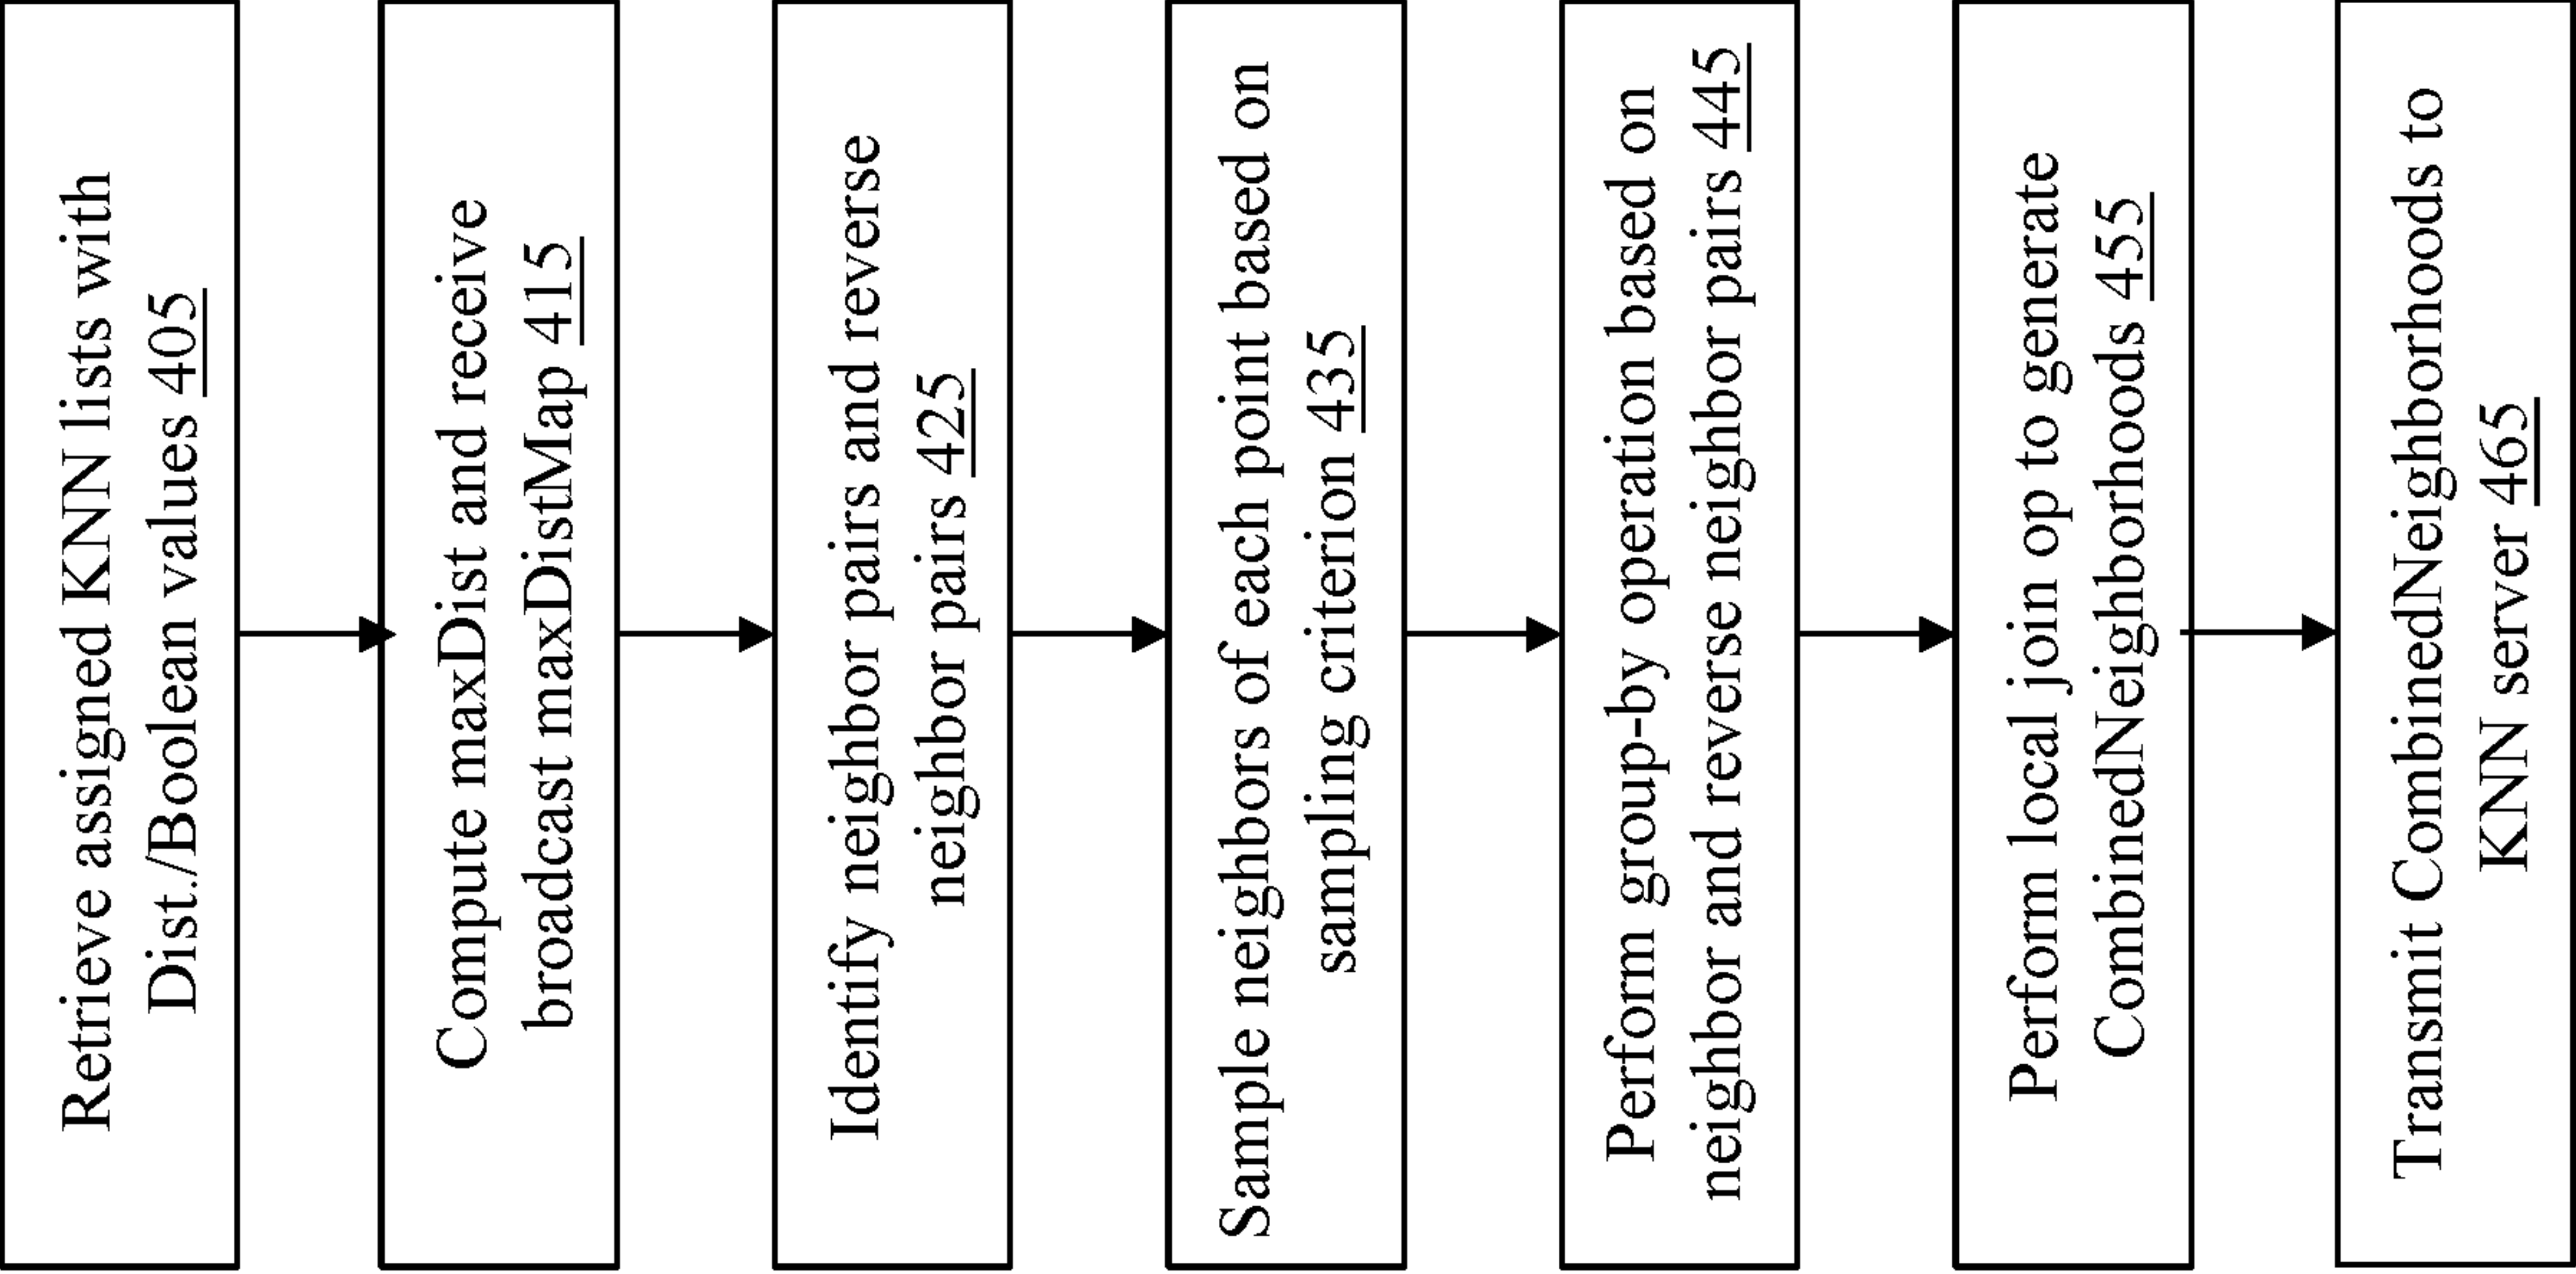 Retrieve assigned KNN lists with
Dist./Boolean values 405
Compute maxDist and receive
broadcast maxDistMap 415
Identify neighbor pairs and reverse
neighbor pairs 425
Sample neighbors of each point based on
sampling criterion 435
Perform group-by operation based on
neighbor and reverse neighbor pairs 445
Perform local join op to generate
CombinedNeighborhoods 455
Transmit CombinedNeighborhoods to
KNN server 465